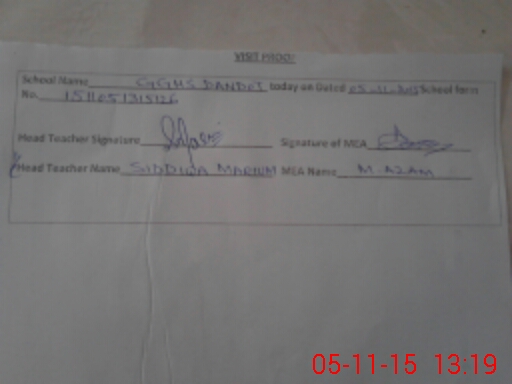 VISIT PROOF
School Name GGHS DANDOT today on Dated 05-11-2015 School form
No. 1511051315126
Head Teacher Signature Signature of MEA
Head Teacher Name SIDDIQA MARIUM MEA Name M. AZAM
05-11-15 13:19